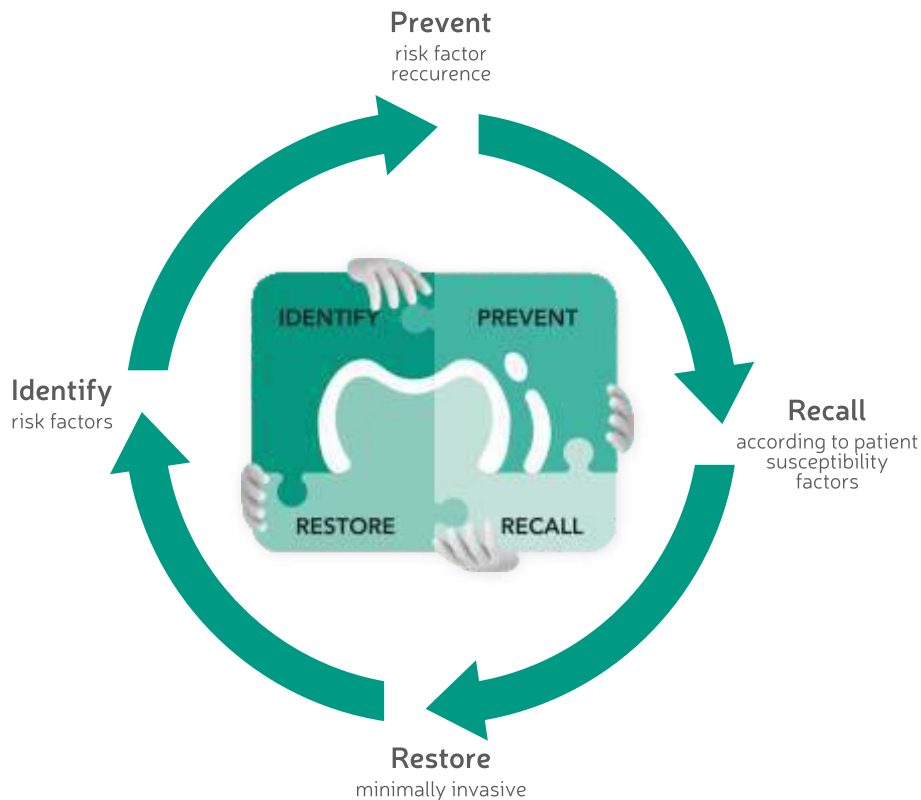 Prevent
risk factor
reccurence
IDENTIFY
PREVENT
Identify
risk factors
Recall
according to patient
susceptibility
factors
RESTORE
RECALL
Restore
minimally invasive